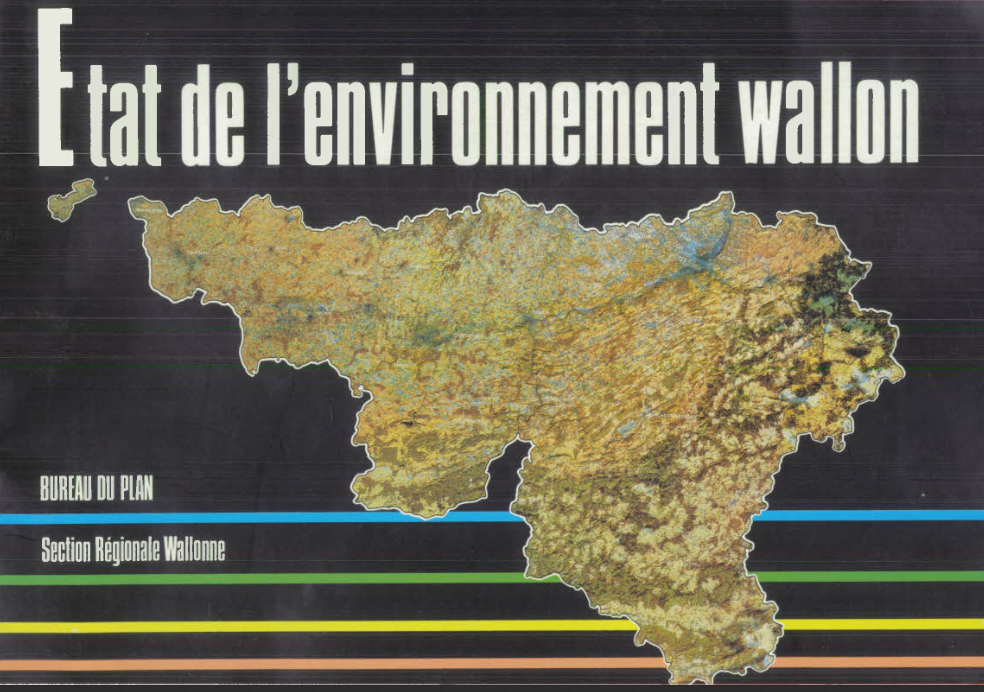 Etat de l'environnement wallon
BUREAU DU PLAN
Section Régionale Wallonne